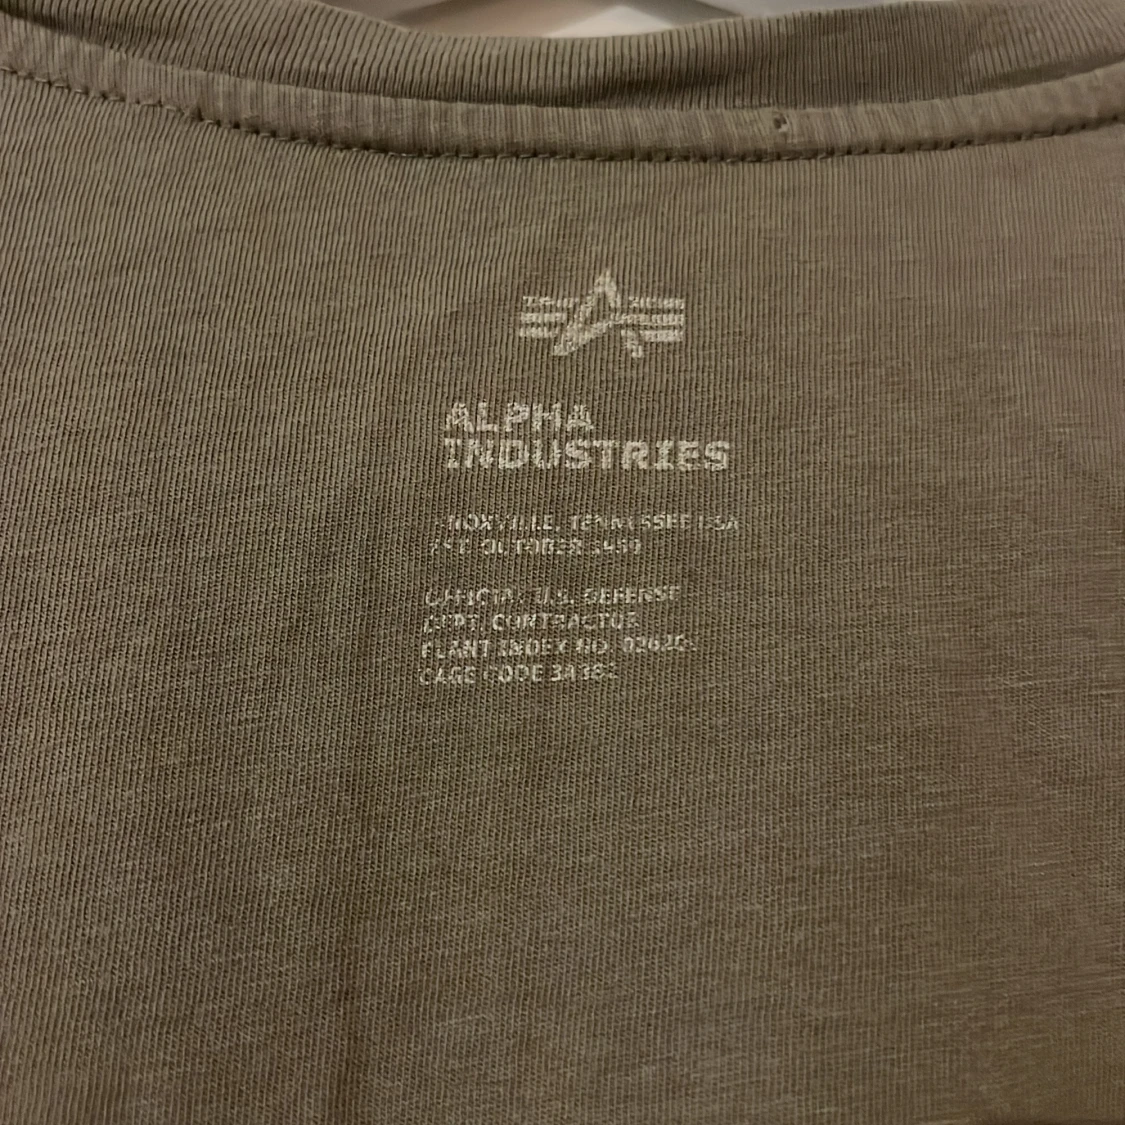 ALPHA
INDUSTRIES
KNOXVILLE, TENNESSEE USA
EST. OCTOBER 1959
OFFICIAL U.S. DEFENSE
DEPT. CONTRACTOR
PLANT INDEX NO.
CAGE CODE